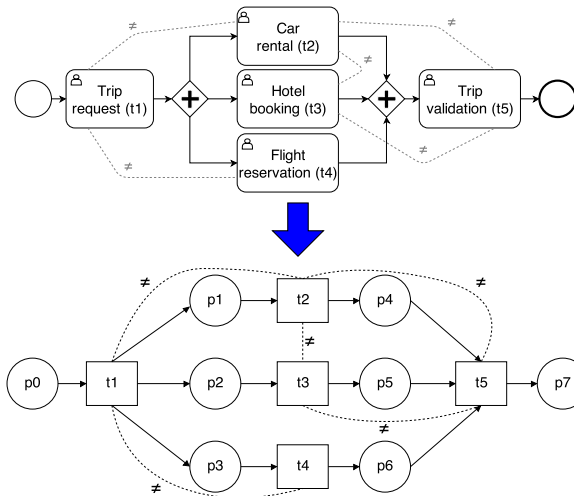 ≠
Car
rental (t2)
≠
≠
Trip
request (t1)
Hotel
booking (t3)
Trip
validation (t5)
≠
≠
Flight
reservation (t4)
≠
≠
p1
t2
p4
≠
p0
t1
p2
t3
p5
t5
p7
≠
p3
t4
p6
≠